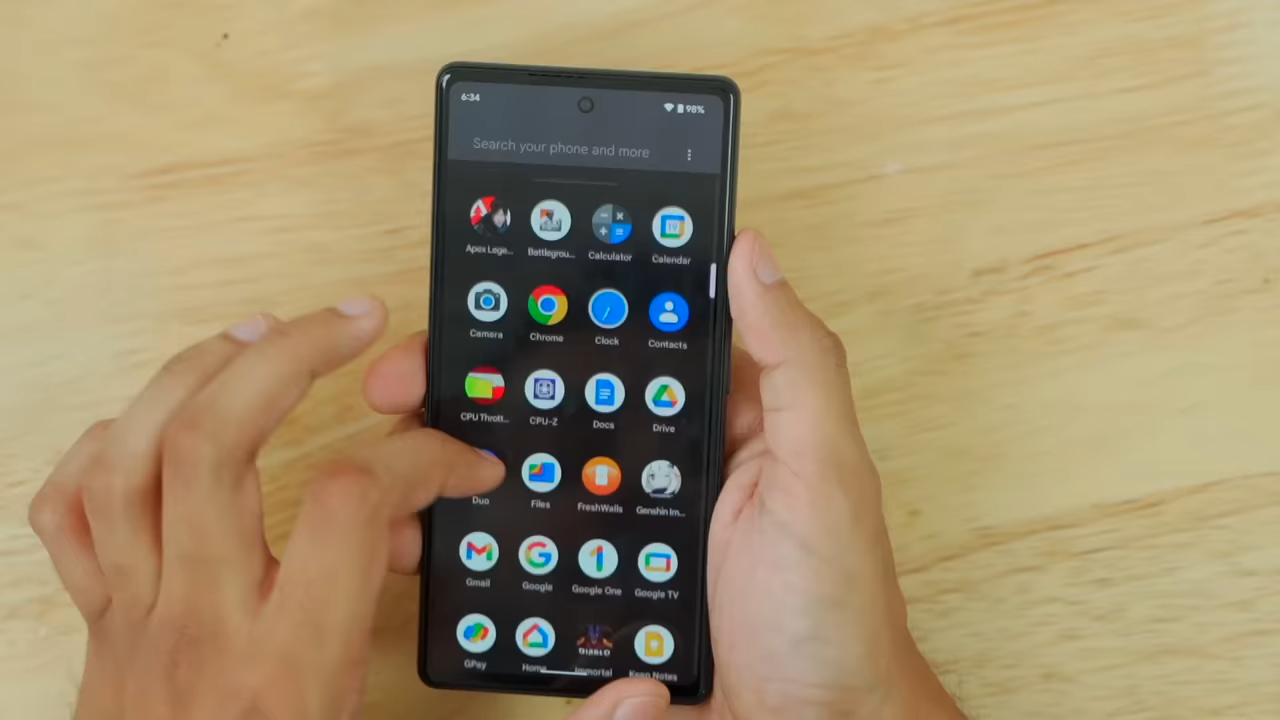 6:34
98%
Search your phone and more
Apex Lege...
Battlegrou...
Calculator
Calendar
Camera
Chrome
Clock
Contacts
CPU Thrott...
CPU-Z
Docs
Drive
Duo
Files
FreshWalls
Genshin Im...
Gmail
Google
Google One
Google TV
GPay
Home
DIABLO
Immortal
Keep Notes